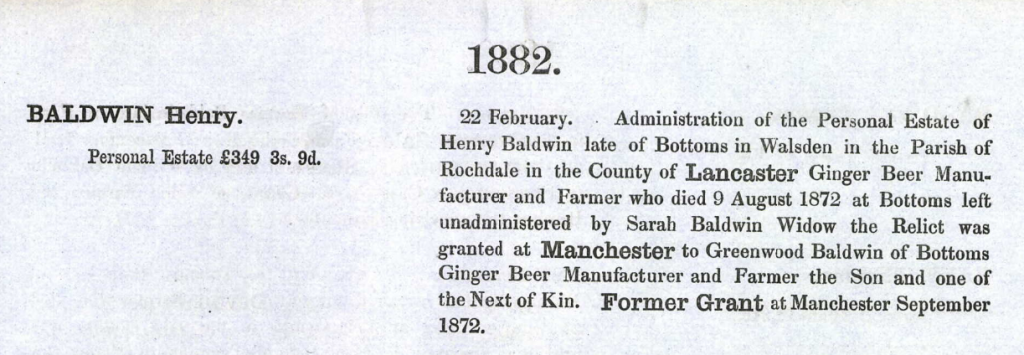 1882.
BALDWIN Henry.
Personal Estate £349 3s. 9d.
22 February. Administration of the Personal Estate of
Henry Baldwin late of Bottoms in Walsden in the Parish of
Rochdale in the County of Lancaster Ginger Beer Manu-
facturer and Farmer who died 9 August 1872 at Bottoms left
unadministered by Sarah Baldwin Widow the Relict was
granted at Manchester to Greenwood Baldwin of Bottoms
Ginger Beer Manufacturer and Farmer the Son and one of
the Next of Kin. Former Grant at Manchester September
1872.